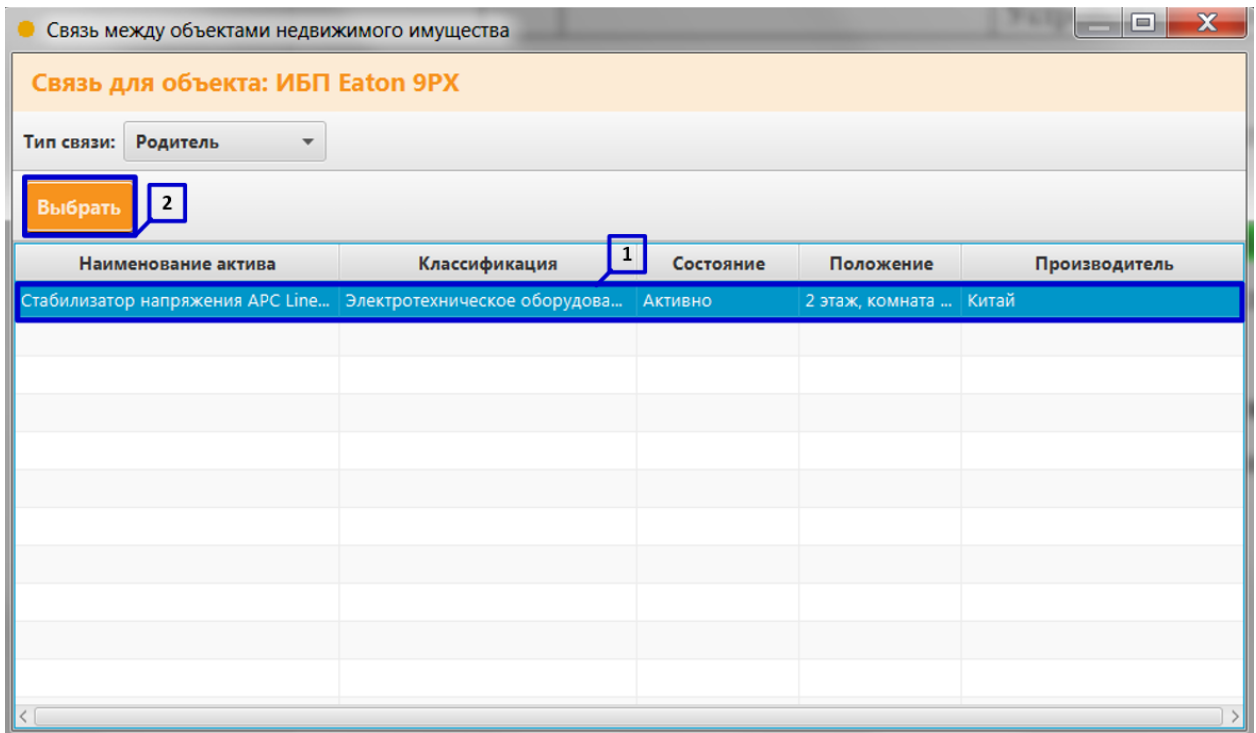 Связь между объектами недвижимого имущества
Связь для объекта: ИБП Eaton 9PX
Тип связи: Родитель
Выбрать 2
1
Наименование актива Классификация Состояние Положение Производитель
Стабилизатор напряжения APC Line... Электротехническое оборудова... Активно 2 этаж, комната ... Китай